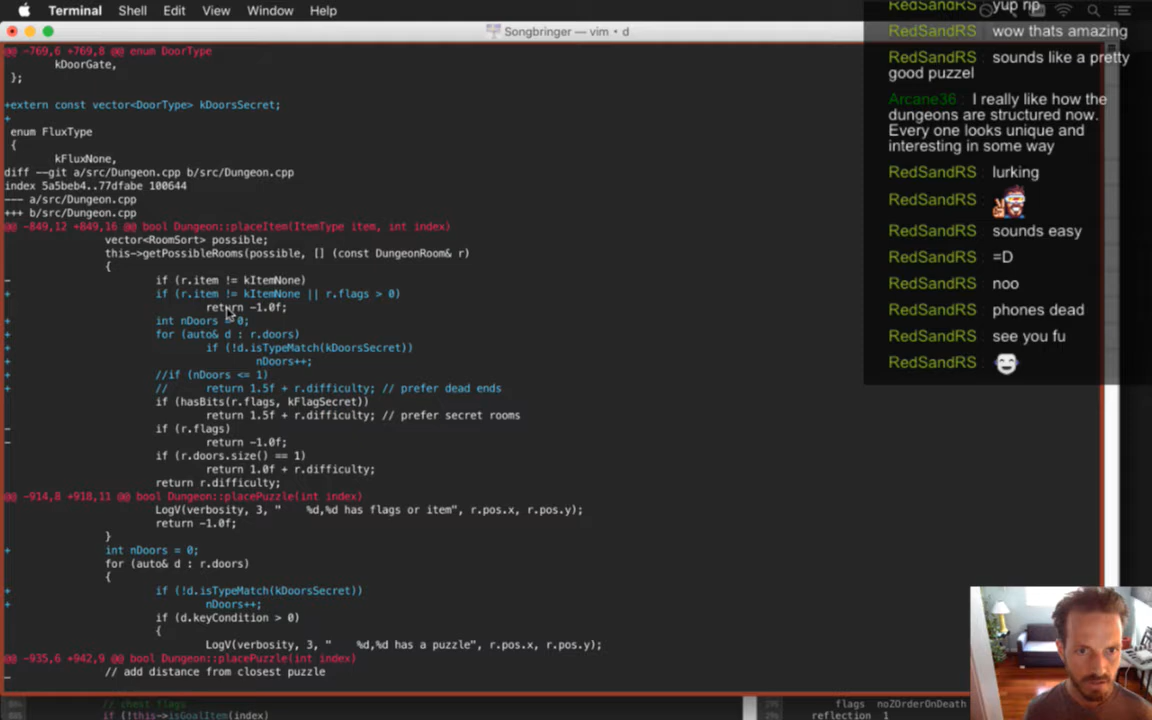 Terminal Shell Edit View Window Help
Songbringer — vim • d
@@ -769,6 +769,8 @@ enum DoorType
kDoorGate,
};
+extern const vector<DoorType> kDoorsSecret;
+
enum FluxType
{
kFluxNone,
diff --git a/src/Dungeon.cpp b/src/Dungeon.cpp
index 5a5beb4..77dfabe 100644
--- a/src/Dungeon.cpp
+++ b/src/Dungeon.cpp
@@ -849,12 +849,16 @@ bool Dungeon::placeItem(ItemType item, int index)
vector<RoomSort> possible;
this->getPossibleRooms(possible, [] (const DungeonRoom& r)
{
- if (r.item != kItemNone)
+ if (r.item != kItemNone || r.flags > 0)
return -1.0f;
+ int nDoors = 0;
+ for (auto& d : r.doors)
+ if (!d.isTypeMatch(kDoorsSecret))
+ nDoors++;
+ //if (nDoors <= 1)
+ // return 1.5f + r.difficulty; // prefer dead ends
if (hasBits(r.flags, kFlagSecret))
return 1.5f + r.difficulty; // prefer secret rooms
- if (r.flags)
- return -1.0f;
if (r.doors.size() == 1)
return 1.0f + r.difficulty;
return r.difficulty;
@@ -914,8 +918,11 @@ bool Dungeon::placePuzzle(int index)
LogV(verbosity, 3, " %d,%d has flags or item", r.pos.x, r.pos.y);
return -1.0f;
}
+ int nDoors = 0;
for (auto& d : r.doors)
{
+ if (!d.isTypeMatch(kDoorsSecret))
+ nDoors++;
if (d.keyCondition > 0)
{
LogV(verbosity, 3, " %d,%d has a puzzle", r.pos.x, r.pos.y);
@@ -935,6 +942,9 @@ bool Dungeon::placePuzzle(int index)
// add distance from closest puzzle
// chest flags
if (!this->isGoalItem(index)
flags noZOrderOnDeath
reflection 1
RedSandRS : yup rip
RedSandRS : wow thats amazing
RedSandRS : sounds like a pretty
good puzzel
Arcane36 : I really like how the
dungeons are structured now.
Every one looks unique and
interesting in some way
RedSandRS : lurking
RedSandRS :
RedSandRS : sounds easy
RedSandRS : =D
RedSandRS : noo
RedSandRS : phones dead
RedSandRS : see you fu
RedSandRS :